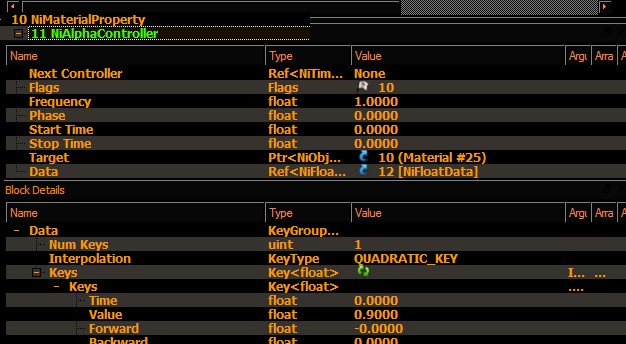 10 NiMaterialProperty
11 NiAlphaController
Name Type Value Argu Arra A
Next Controller Ref<NiTim... None
Flags Flags 10
Frequency float 1.0000
Phase float 0.0000
Start Time float 0.0000
Stop Time float 0.0000
Target Ptr<NiObj... 10 (Material #25)
Data Ref<NiFloa... 12 [NiFloatData]
Block Details
Name Type Value Argu Arra A
Data KeyGroup...
Num Keys uint 1
Interpolation KeyType QUADRATIC_KEY
Keys Key<float> I... ...
Keys Key<float> ....
Time float 0.0000
Value float 0.9000
Forward float -0.0000
Backward float 0.0000